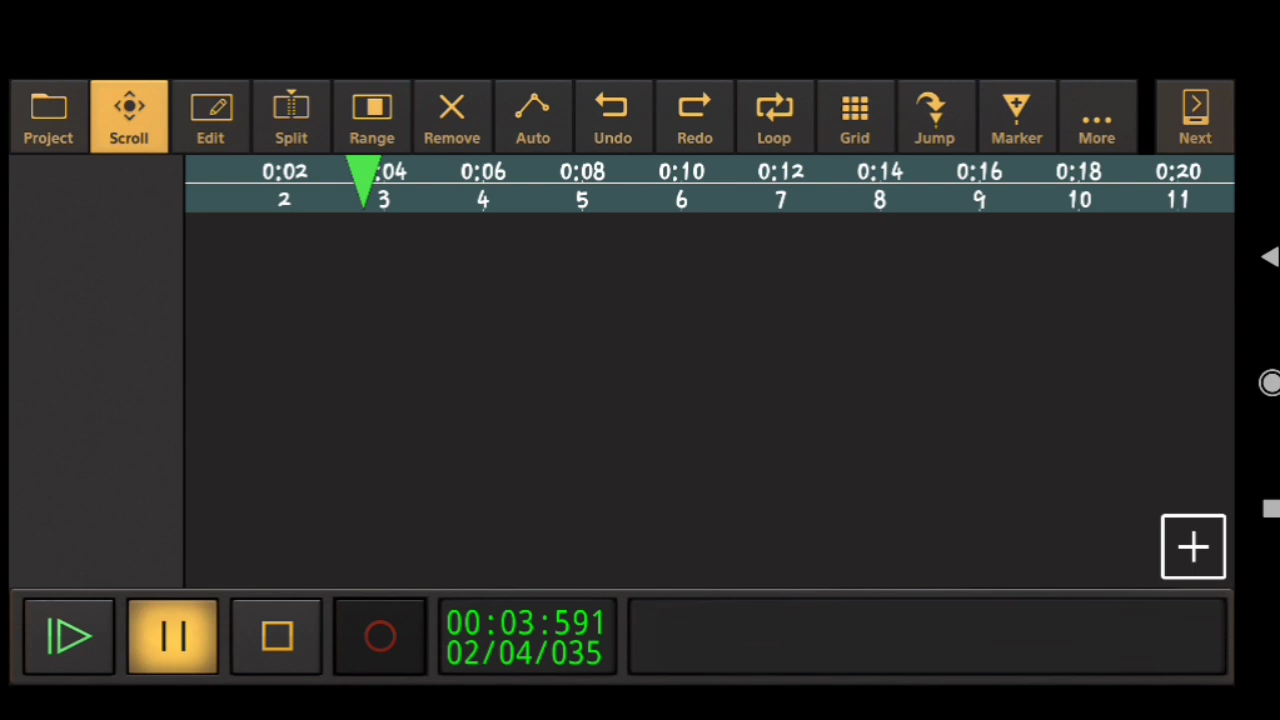 Project Scroll Edit Split Range Remove Auto Undo Redo Loop Grid Jump Marker More Next
0:02 :04 0:06 0:08 0:10 0:12 0:14 0:16 0:18 0:20
2 3 4 5 6 7 8 9 10 11
00:03:591
02/04/035